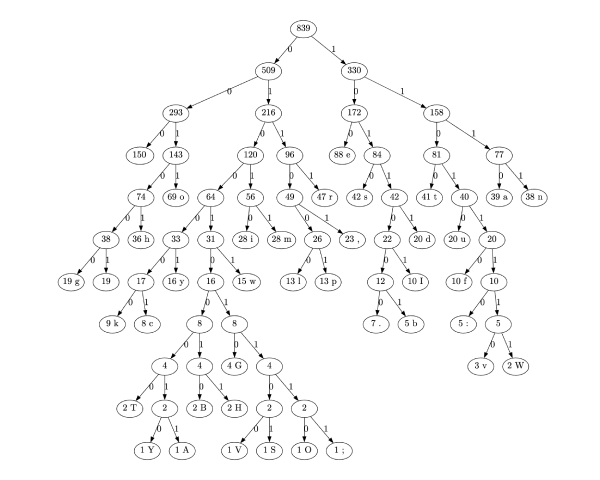 839
0 1
509 330
0 1 0 1
293 216 172 158
0 1 0 1 0 1 0 1
150 143 120 96 88 e 84 81 77
0 1 0 1 0 1 0 1 0 1 0 1
74 69 o 64 56 49 47 r 42 s 42 41 t 40 39 a 38 n
0 1 0 1 0 1 0 1 0 1 0 1
38 36 h 33 31 28 i 28 m 26 23 , 22 20 d 20 u 20
0 1 0 1 0 1 0 1 0 1 0 1
19 g 19 17 16 y 16 15 w 13 l 13 p 12 10 I 10 f 10
0 1 0 1 0 1 0 1
9 k 8 c 8 8 7 . 5 b 5 : 5
0 1 0 1 0 1
4 4 4 G 4 3 v 2 W
0 1 0 1 0 1
2 T 2 2 B 2 H 2 2
0 1 0 1 0 1
1 Y 1 A 1 V 1 S 1 O 1 ;